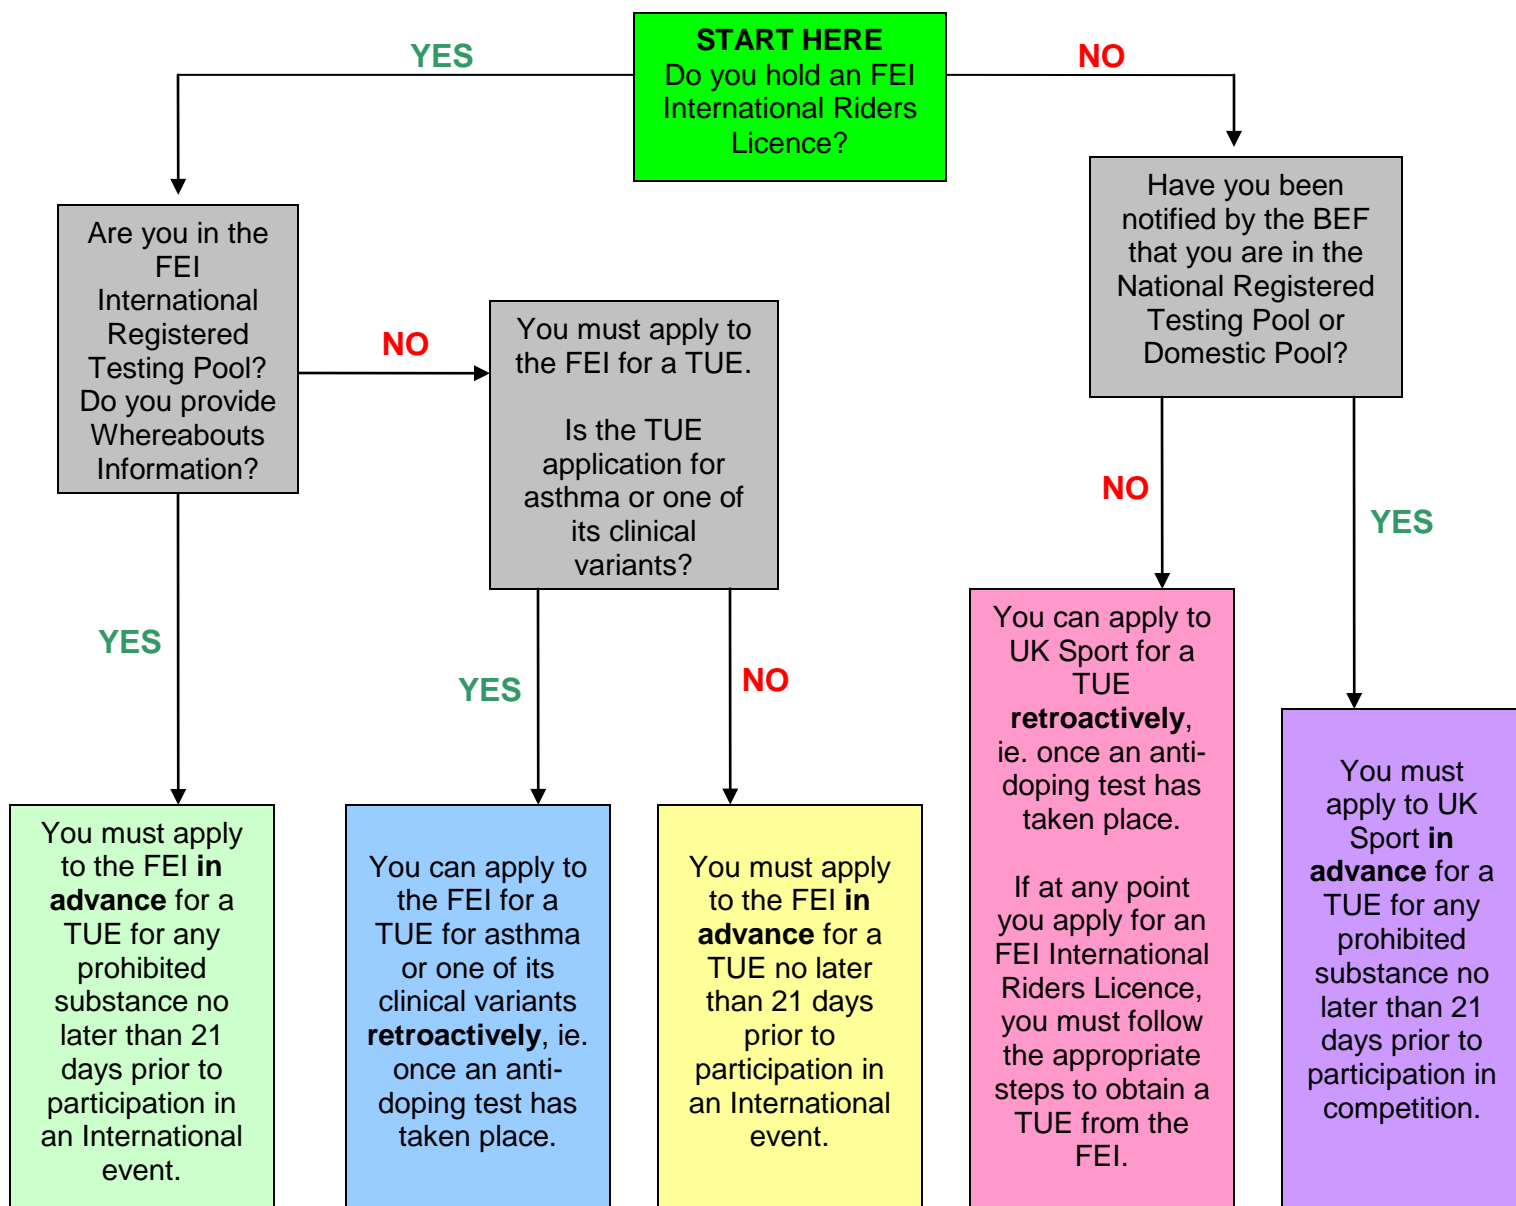 START HERE
Do you hold an FEI
International Riders
Licence?
YES
NO
Are you in the
FEI
International
Registered
Testing Pool?
Do you provide
Whereabouts
Information?
NO
You must apply to
the FEI for a TUE.
Is the TUE
application for
asthma or one of
its clinical
variants?
Have you been
notified by the BEF
that you are in the
National Registered
Testing Pool or
Domestic Pool?
YES
YES
NO
NO
YES
You must apply
to the FEI in
advance for a
TUE for any
prohibited
substance no
later than 21
days prior to
participation in
an International
event.
You can apply to
the FEI for a
TUE for asthma
or one of its
clinical variants
retroactively, ie.
once an anti-
doping test has
taken place.
You must apply
to the FEI in
advance for a
TUE no later
than 21 days
prior to
participation in
an International
event.
You can apply to
UK Sport for a
TUE
retroactively,
ie. once an anti-
doping test has
taken place.
If at any point
you apply for an
FEI International
Riders Licence,
you must follow
the appropriate
steps to obtain a
TUE from the
FEI.
You must
apply to UK
Sport in
advance for a
TUE for any
prohibited
substance no
later than 21
days prior to
participation in
competition.